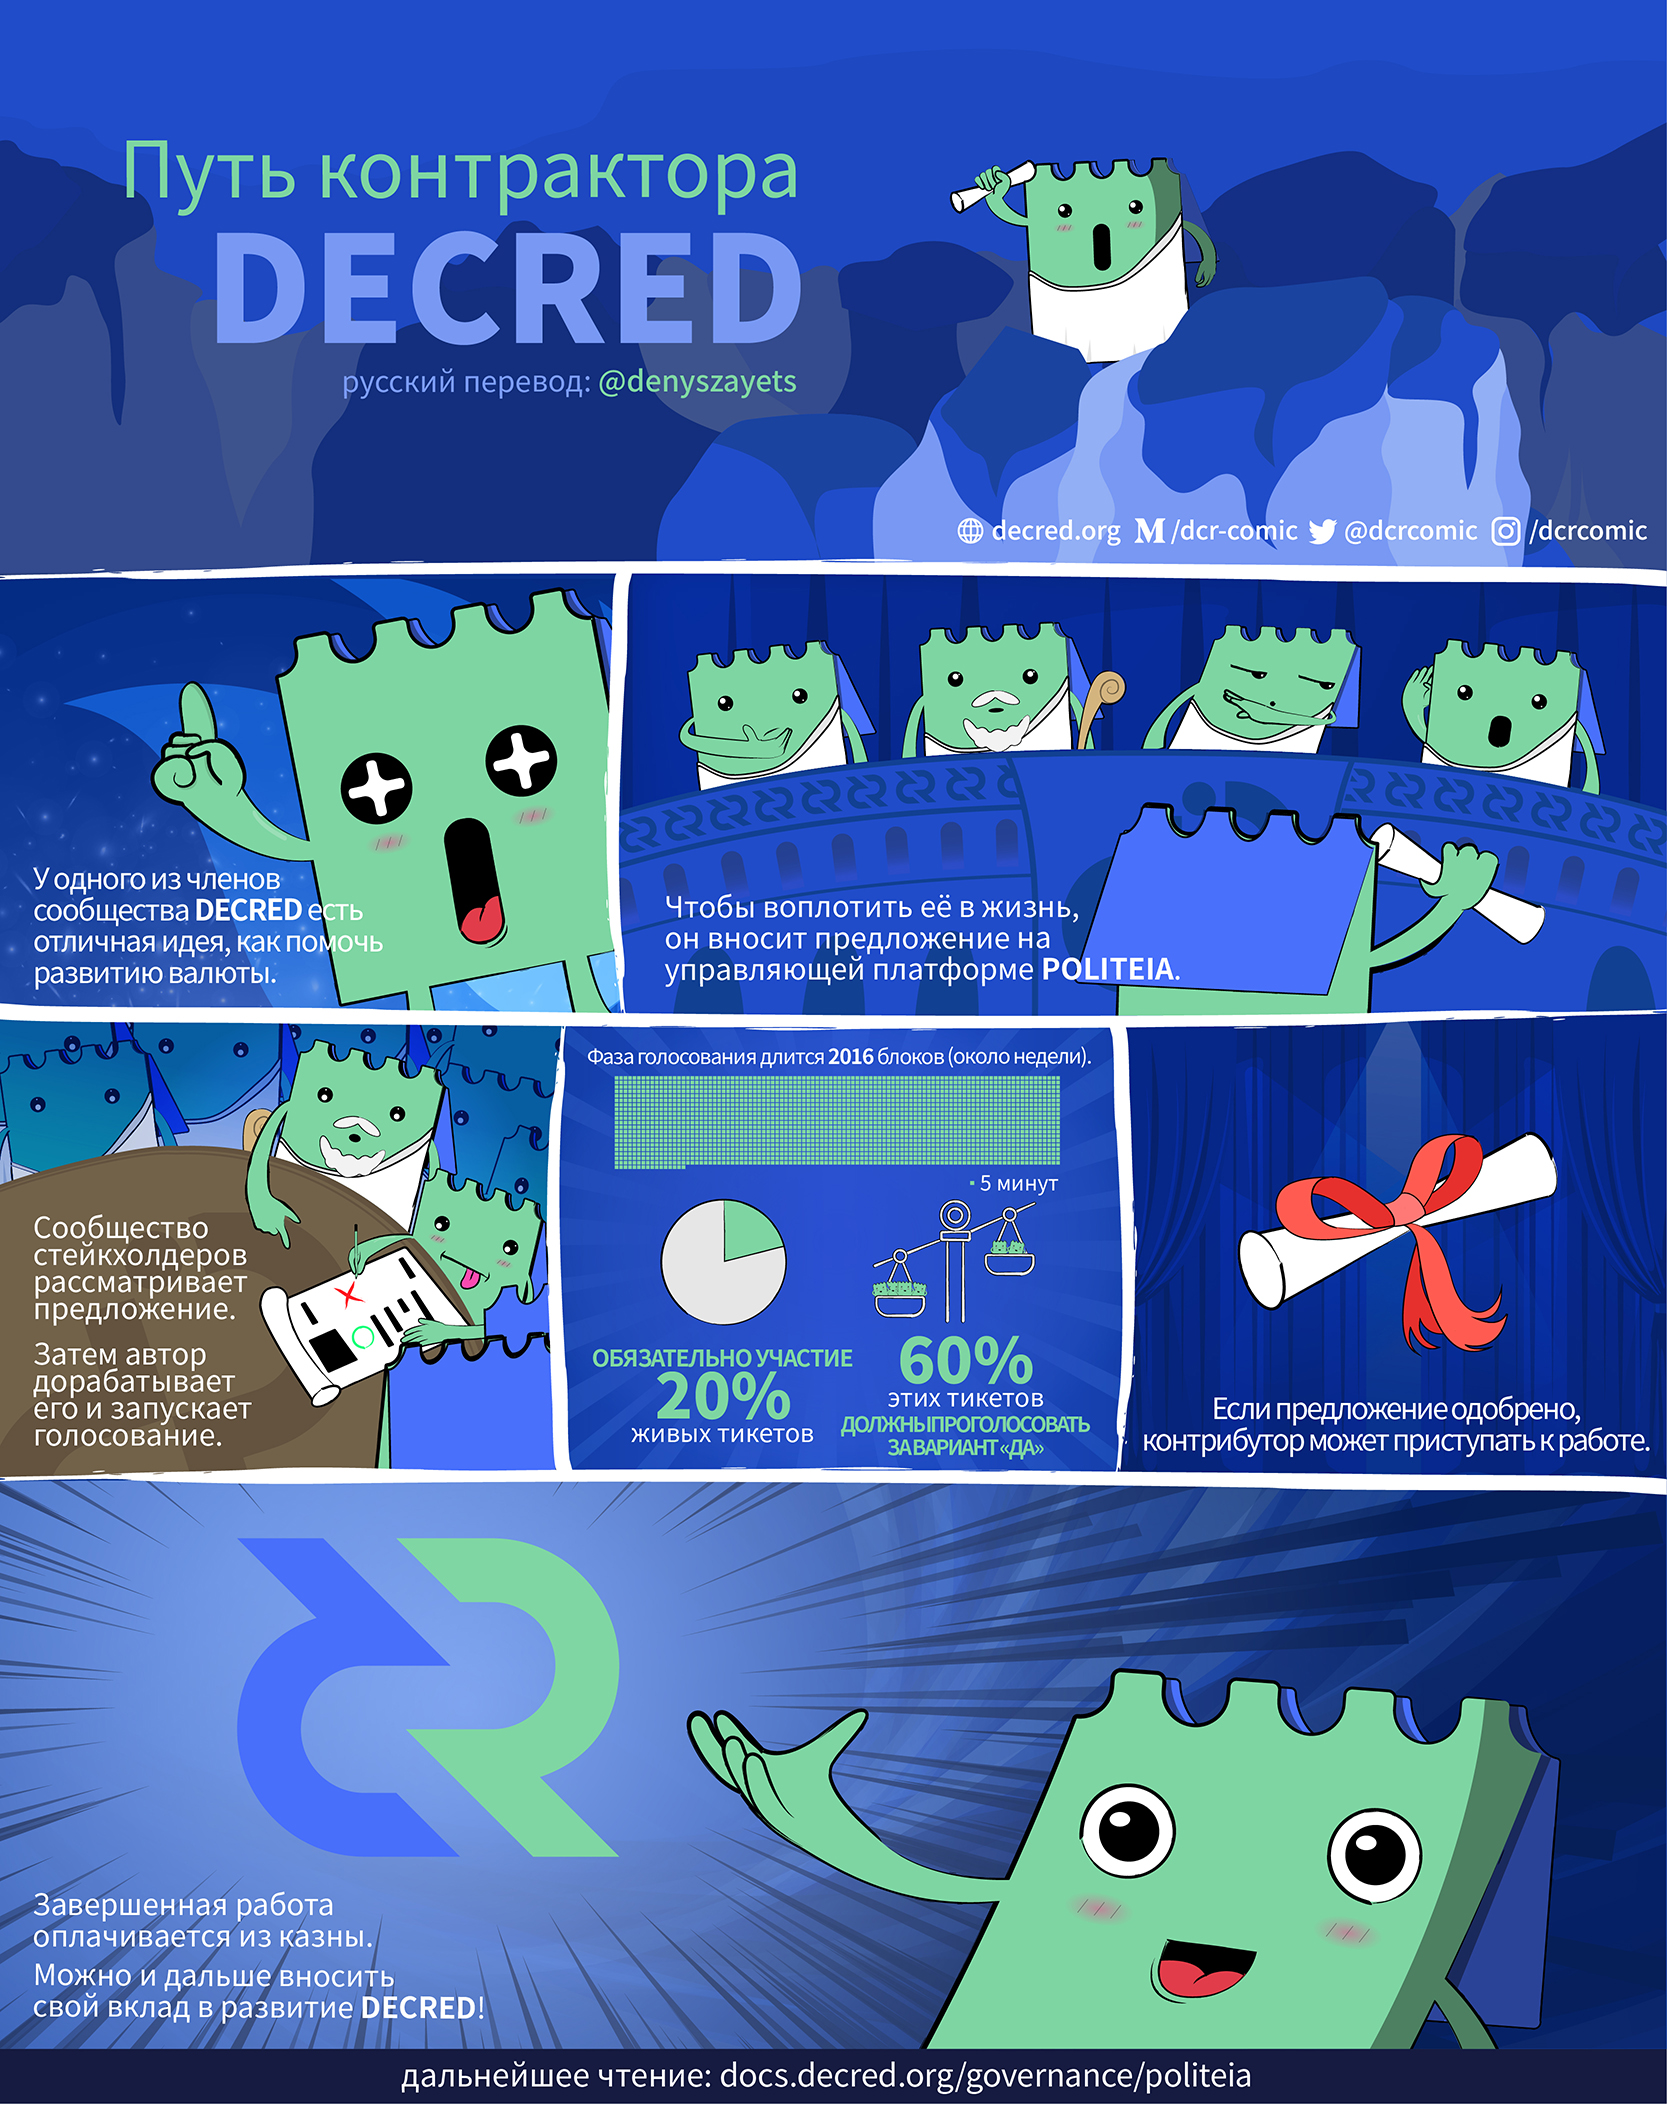 Путь контрактора
DECRED
русский перевод: @denyszayets
decred.org M/dcr-comic @dcrcomic /dcrcomic
У одного из членов
сообщества DECRED есть
отличная идея, как помочь
развитию валюты.
Чтобы воплотить её в жизнь,
он вносит предложение на
управляющей платформе POLITEIA.
Сообщество
стейкхолдеров
рассматривает
предложение.
Затем автор
дорабатывает
его и запускает
голосование.
Фаза голосования длится 2016 блоков (около недели).
5 минут
ОБЯЗАТЕЛЬНО УЧАСТИЕ
20%
живых тикетов
60%
этих тикетов
ДОЛЖНЫ ПРОГОЛОСОВАТЬ
ЗА ВАРИАНТ «ДА»
Если предложение одобрено,
контрибутор может приступать к работе.
Завершенная работа
оплачивается из казны.
Можно и дальше вносить
свой вклад в развитие DECRED!
дальнейшее чтение: docs.decred.org/governance/politeia